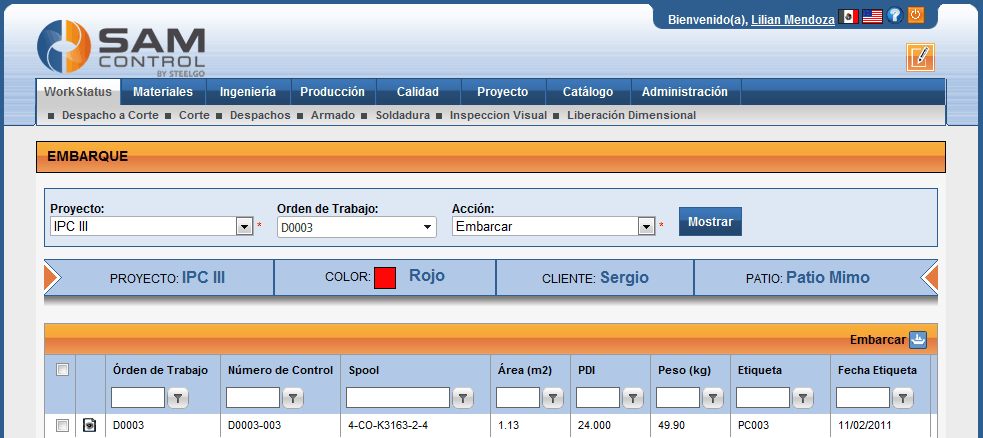 Bienvenido(a), Lilian Mendoza ?
SAM
CONTROL
BY STEELGO
WorkStatus Materiales Ingeniería Producción Calidad Proyecto Catálogo Administración
Despacho a Corte Corte Despachos Armado Soldadura Inspeccion Visual Liberación Dimensional
EMBARQUE
Proyecto: Orden de Trabajo: Acción:
IPC III * D0003 Embarcar * Mostrar
PROYECTO: IPC III COLOR: Rojo CLIENTE: Sergio PATIO: Patio Mimo
Embarcar
Órden de Trabajo Número de Control Spool Área (m2) PDI Peso (kg) Etiqueta Fecha Etiqueta
D0003 D0003-003 4-CO-K3163-2-4 1.13 24.000 49.90 PC003 11/02/2011